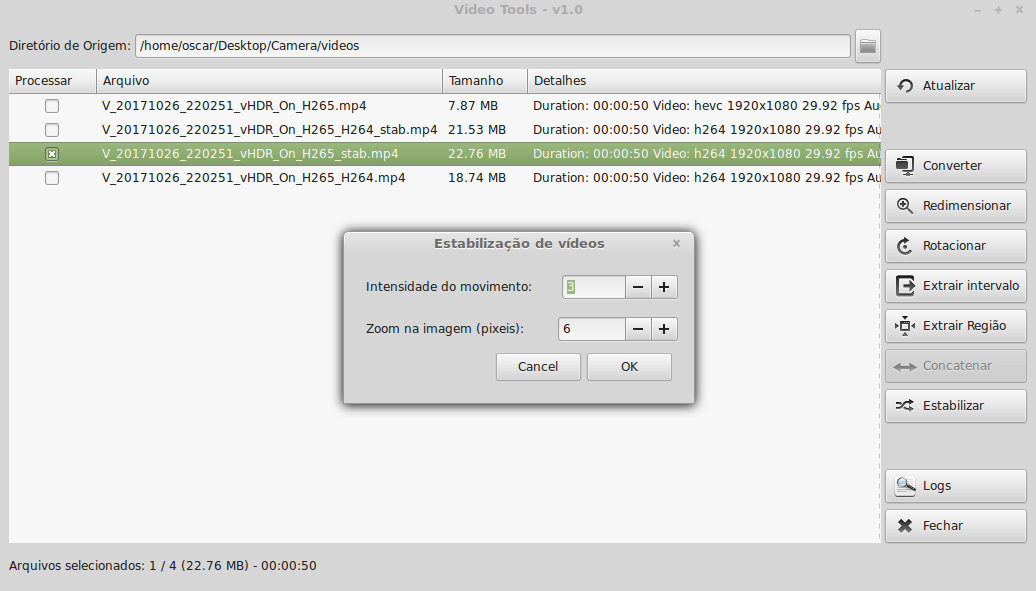 Video Tools - v1.0
Diretório de Origem: /home/oscar/Desktop/Camera/videos
Processar Arquivo Tamanho Detalhes
V_20171026_220251_vHDR_On_H265.mp4 7.87 MB Duration: 00:00:50 Video: hevc 1920x1080 29.92 fps Au
V_20171026_220251_vHDR_On_H265_H264_stab.mp4 21.53 MB Duration: 00:00:50 Video: h264 1920x1080 29.92 fps Au
V_20171026_220251_vHDR_On_H265_stab.mp4 22.76 MB Duration: 00:00:50 Video: h264 1920x1080 29.92 fps Au
V_20171026_220251_vHDR_On_H265_H264.mp4 18.74 MB Duration: 00:00:50 Video: h264 1920x1080 29.92 fps Au
Estabilização de vídeos
Intensidade do movimento: 3
Zoom na imagem (pixeis): 6
Cancel OK
Atualizar
Converter
Redimensionar
Rotacionar
Extrair intervalo
Extrair Região
Concatenar
Estabilizar
Logs
Fechar
Arquivos selecionados: 1 / 4 (22.76 MB) - 00:00:50